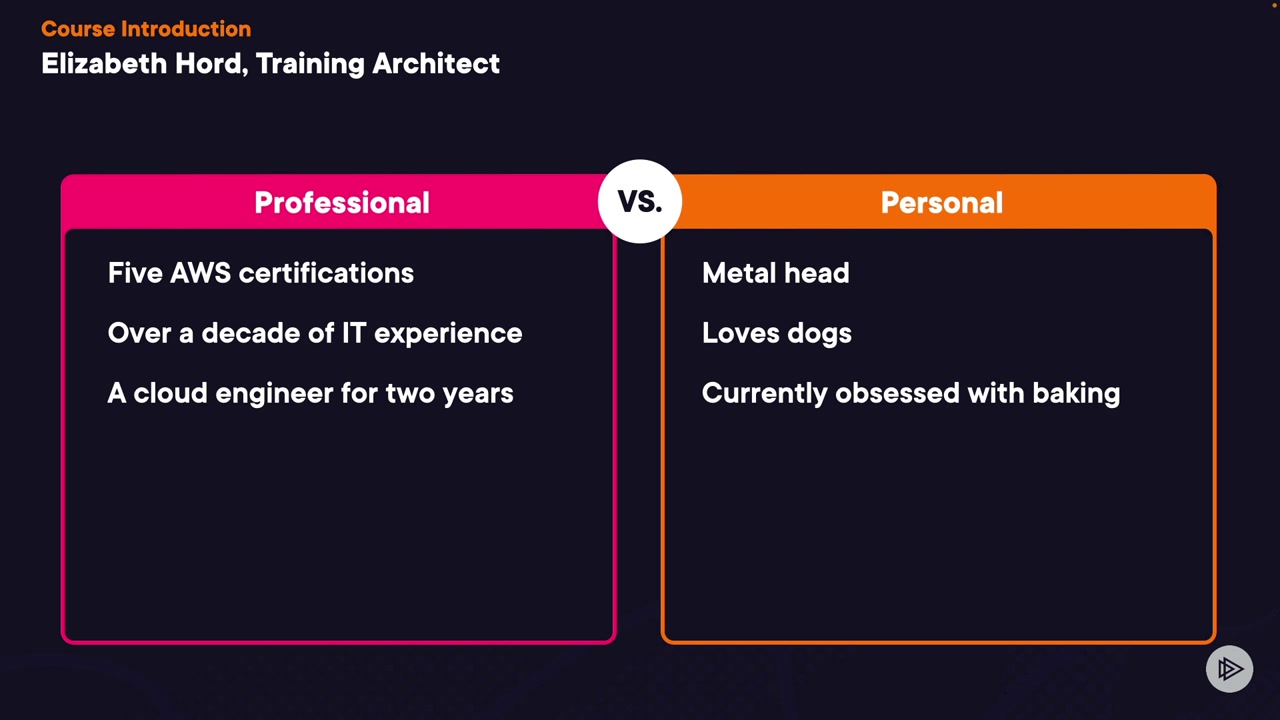 Course Introduction
Elizabeth Hord, Training Architect
Professional
VS.
Personal
Five AWS certifications
Over a decade of IT experience
A cloud engineer for two years
Metal head
Loves dogs
Currently obsessed with baking